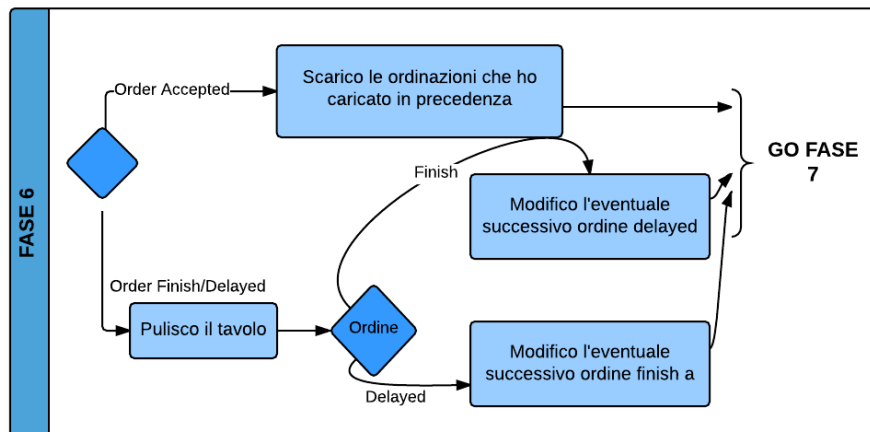 FASE 6
Order Accepted
Scarico le ordinazioni che ho
caricato in precedenza
GO FASE
7
Finish
Modifico l'eventuale
successivo ordine delayed
Order Finish/Delayed
Pulisco il tavolo
Ordine
Modifico l'eventuale
successivo ordine finish a
Delayed